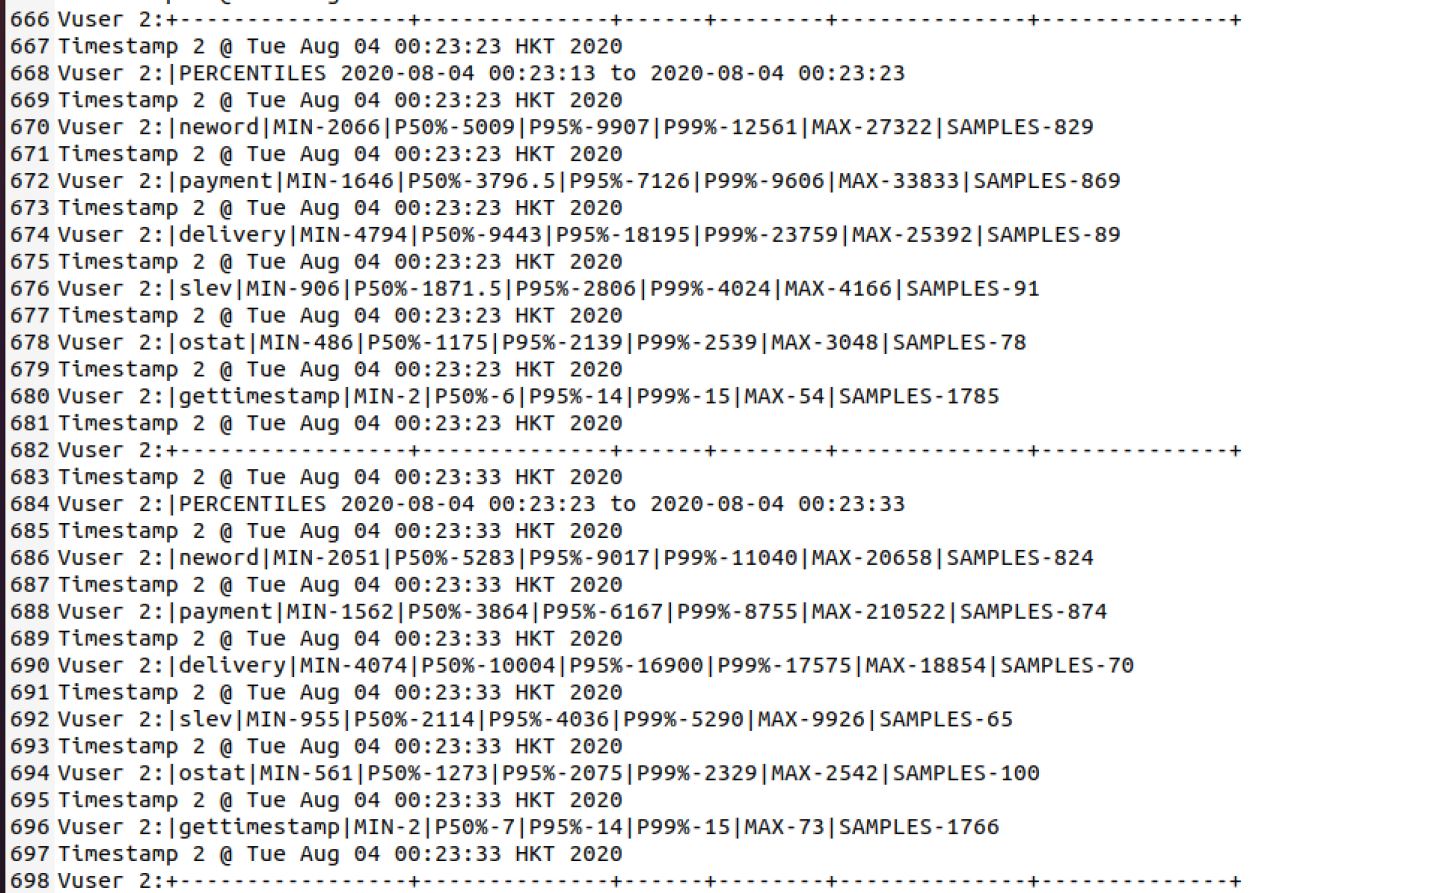 666 Vuser 2:+-----------------+--------------+------+--------+--------------+--------------+
667 Timestamp 2 @ Tue Aug 04 00:23:23 HKT 2020
668 Vuser 2:|PERCENTILES 2020-08-04 00:23:13 to 2020-08-04 00:23:23
669 Timestamp 2 @ Tue Aug 04 00:23:23 HKT 2020
670 Vuser 2:|neword|MIN-2066|P50%-5009|P95%-9907|P99%-12561|MAX-27322|SAMPLES-829
671 Timestamp 2 @ Tue Aug 04 00:23:23 HKT 2020
672 Vuser 2:|payment|MIN-1646|P50%-3796.5|P95%-7126|P99%-9606|MAX-33833|SAMPLES-869
673 Timestamp 2 @ Tue Aug 04 00:23:23 HKT 2020
674 Vuser 2:|delivery|MIN-4794|P50%-9443|P95%-18195|P99%-23759|MAX-25392|SAMPLES-89
675 Timestamp 2 @ Tue Aug 04 00:23:23 HKT 2020
676 Vuser 2:|slev|MIN-906|P50%-1871.5|P95%-2806|P99%-4024|MAX-4166|SAMPLES-91
677 Timestamp 2 @ Tue Aug 04 00:23:23 HKT 2020
678 Vuser 2:|ostat|MIN-486|P50%-1175|P95%-2139|P99%-2539|MAX-3048|SAMPLES-78
679 Timestamp 2 @ Tue Aug 04 00:23:23 HKT 2020
680 Vuser 2:|gettimestamp|MIN-2|P50%-6|P95%-14|P99%-15|MAX-54|SAMPLES-1785
681 Timestamp 2 @ Tue Aug 04 00:23:23 HKT 2020
682 Vuser 2:+-----------------+--------------+------+--------+--------------+--------------+
683 Timestamp 2 @ Tue Aug 04 00:23:33 HKT 2020
684 Vuser 2:|PERCENTILES 2020-08-04 00:23:23 to 2020-08-04 00:23:33
685 Timestamp 2 @ Tue Aug 04 00:23:33 HKT 2020
686 Vuser 2:|neword|MIN-2051|P50%-5283|P95%-9017|P99%-11040|MAX-20658|SAMPLES-824
687 Timestamp 2 @ Tue Aug 04 00:23:33 HKT 2020
688 Vuser 2:|payment|MIN-1562|P50%-3864|P95%-6167|P99%-8755|MAX-210522|SAMPLES-874
689 Timestamp 2 @ Tue Aug 04 00:23:33 HKT 2020
690 Vuser 2:|delivery|MIN-4074|P50%-10004|P95%-16900|P99%-17575|MAX-18854|SAMPLES-70
691 Timestamp 2 @ Tue Aug 04 00:23:33 HKT 2020
692 Vuser 2:|slev|MIN-955|P50%-2114|P95%-4036|P99%-5290|MAX-9926|SAMPLES-65
693 Timestamp 2 @ Tue Aug 04 00:23:33 HKT 2020
694 Vuser 2:|ostat|MIN-561|P50%-1273|P95%-2075|P99%-2329|MAX-2542|SAMPLES-100
695 Timestamp 2 @ Tue Aug 04 00:23:33 HKT 2020
696 Vuser 2:|gettimestamp|MIN-2|P50%-7|P95%-14|P99%-15|MAX-73|SAMPLES-1766
697 Timestamp 2 @ Tue Aug 04 00:23:33 HKT 2020
698 Vuser 2:+-----------------+--------------+------+--------+--------------+--------------+